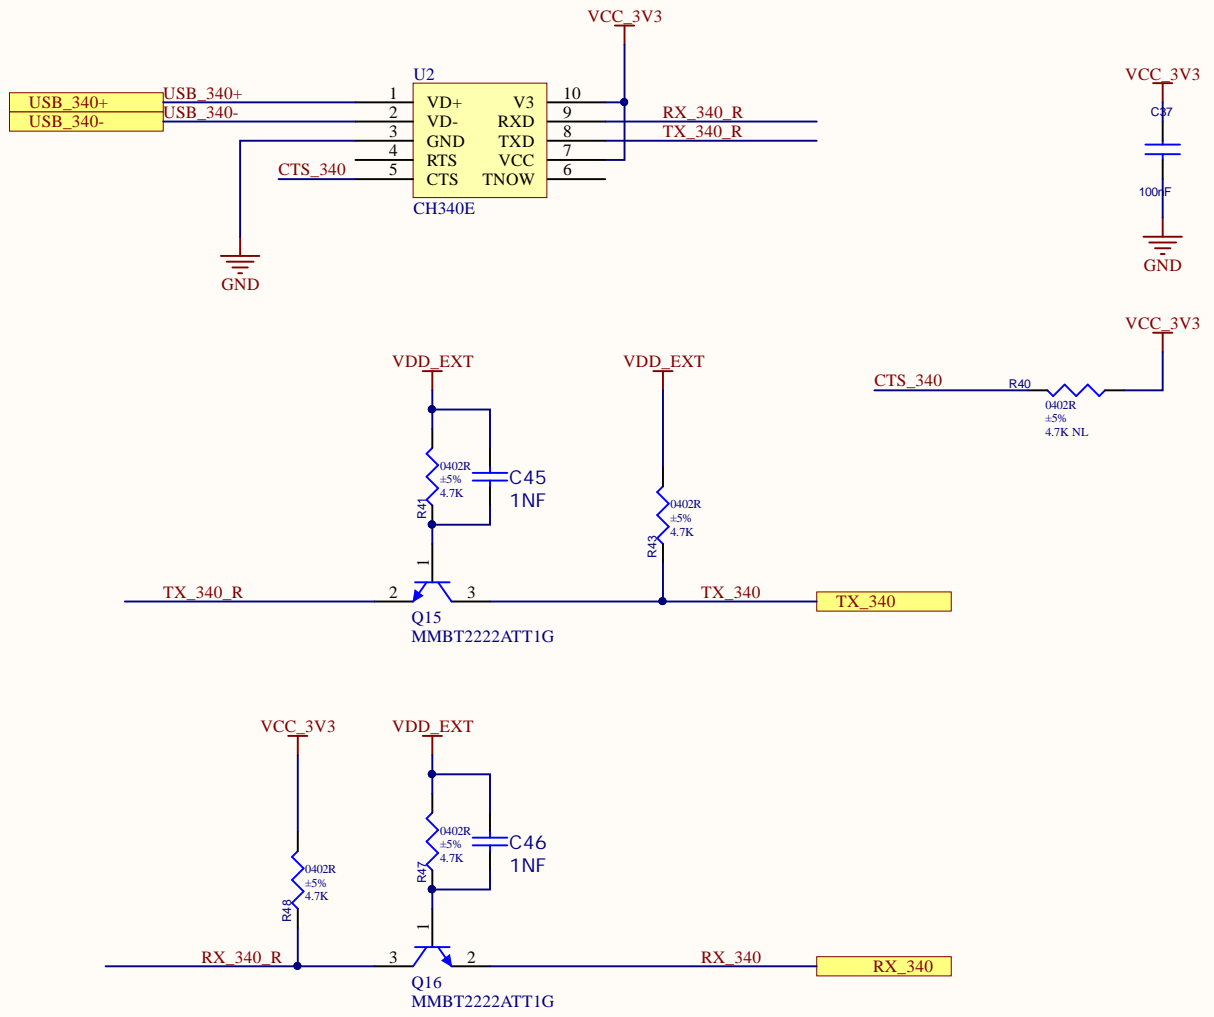 VCC_3V3
U2
USB_340+ USB_340+ 1 VD+ V3 10
USB_340- USB_340- 2 VD- RXD 9 RX_340_R
3 GND TXD 8 TX_340_R
4 RTS VCC 7
CTS_340 5 CTS TNOW 6
CH340E
GND
VCC_3V3
C37
100nF
GND
VCC_3V3
CTS_340 R40
0402R
±5%
4.7K NL
VDD_EXT
0402R
±5%
4.7K
R41
C45
1NF
VDD_EXT
0402R
±5%
4.7K
R43
1
TX_340_R 2 3 TX_340 TX_340
Q15
MMBT2222ATT1G
VCC_3V3
0402R
±5%
4.7K
R48
VDD_EXT
0402R
±5%
4.7K
R47
C46
1NF
1
RX_340_R 3 2 RX_340 RX_340
Q16
MMBT2222ATT1G